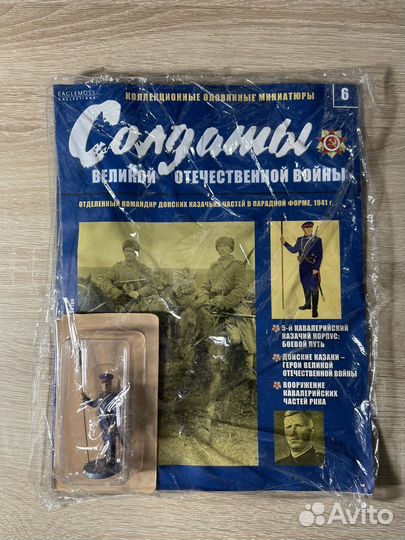 EAGLEMOSS
COLLECTIONS
КОЛЛЕКЦИОННЫЕ ОЛОВЯННЫЕ МИНИАТЮРЫ
6
Солдаты
ВЕЛИКОЙ ОТЕЧЕСТВЕННОЙ ВОЙНЫ
ОТДЕЛЕННЫЙ КОМАНДИР ДОНСКИХ КАЗАЧЬИХ ЧАСТЕЙ В ПАРАДНОЙ ФОРМЕ, 1941 г.
5-й КАВАЛЕРИЙСКИЙ
КАЗАЧИЙ КОРПУС:
БОЕВОЙ ПУТЬ
ДОНСКИЕ КАЗАКИ –
ГЕРОИ ВЕЛИКОЙ
ОТЕЧЕСТВЕННОЙ ВОЙНЫ
ВООРУЖЕНИЕ
КАВАЛЕРИЙСКИХ
ЧАСТЕЙ РККА
Avito